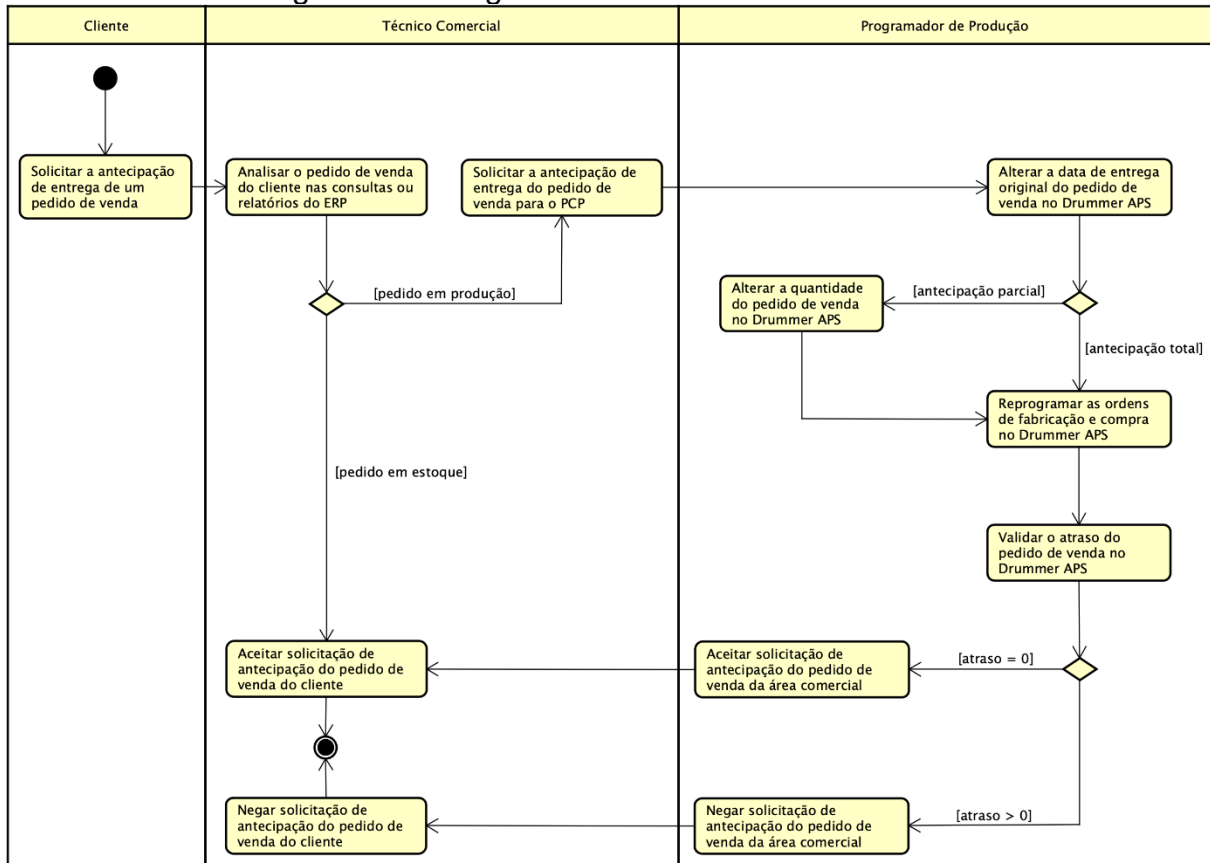 Cliente
Técnico Comercial
Programador de Produção
Solicitar a antecipação
de entrega de um
pedido de venda
Analisar o pedido de venda
do cliente nas consultas ou
relatórios do ERP
Solicitar a antecipação de
entrega do pedido de
venda para o PCP
Alterar a data de entrega
original do pedido de
venda no Drummer APS
[pedido em produção]
Alterar a quantidade
do pedido de venda
no Drummer APS
[antecipação parcial]
[antecipação total]
Reprogramar as ordens
de fabricação e compra
no Drummer APS
[pedido em estoque]
Validar o atraso do
pedido de venda no
Drummer APS
Aceitar solicitação de
antecipação do pedido de
venda do cliente
Aceitar solicitação de
antecipação do pedido de
venda da área comercial
[atraso = 0]
Negar solicitação de
antecipação do pedido de
venda do cliente
Negar solicitação de
antecipação do pedido de
venda da área comercial
[atraso > 0]